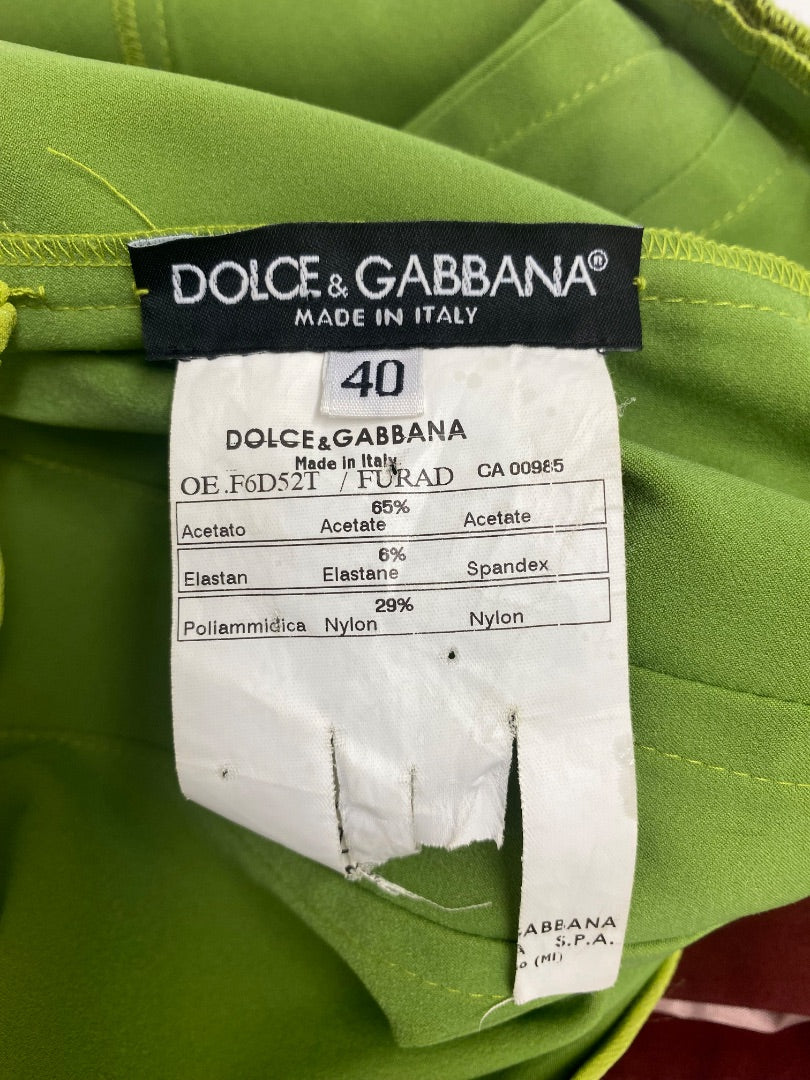 DOLCE & GABBANA®
MADE IN ITALY
40
DOLCE & GABBANA
Made in Italy
OE.F6D52T / FURAD CA 00985
65%
Acetato Acetate Acetate
6%
Elastan Elastane Spandex
29%
Poliammidica Nylon Nylon
ABBANA
S.P.A.
(MI)